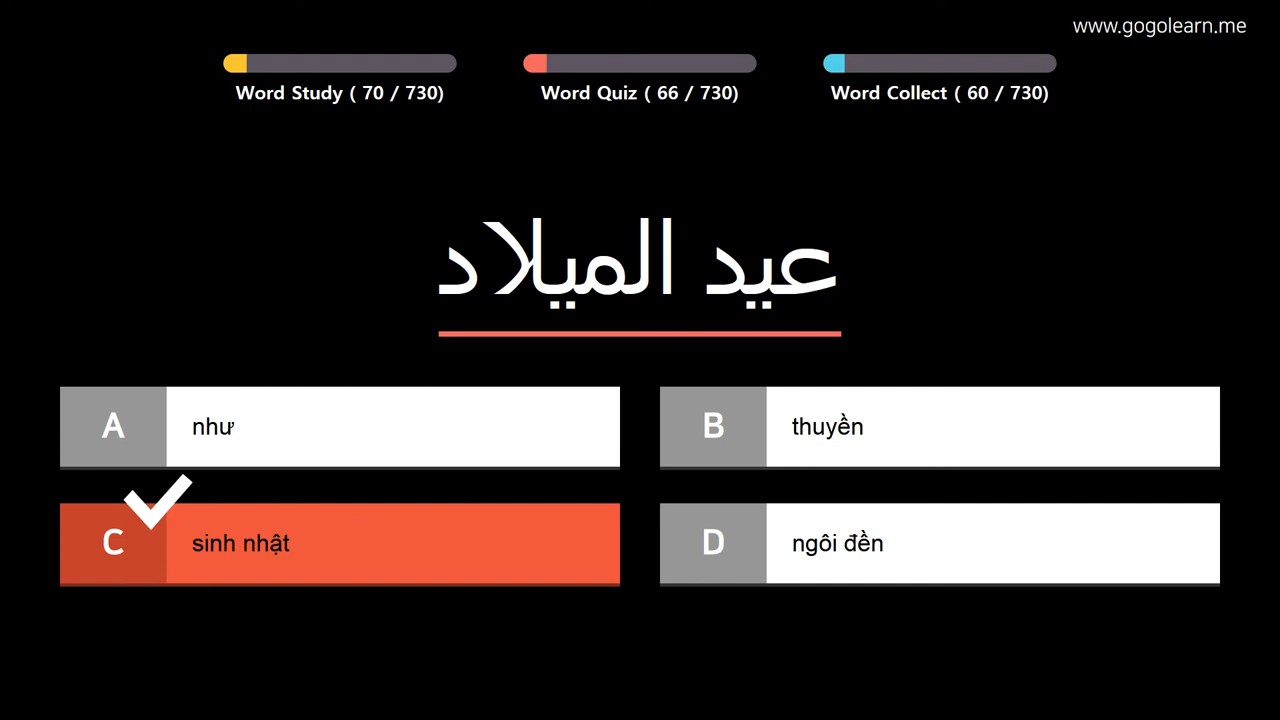 www.gogolearn.me
Word Study ( 70 / 730)
Word Quiz ( 66 / 730)
Word Collect ( 60 / 730)
عيد الميلاد
A
như
B
thuyền
C
sinh nhật
D
ngôi đền